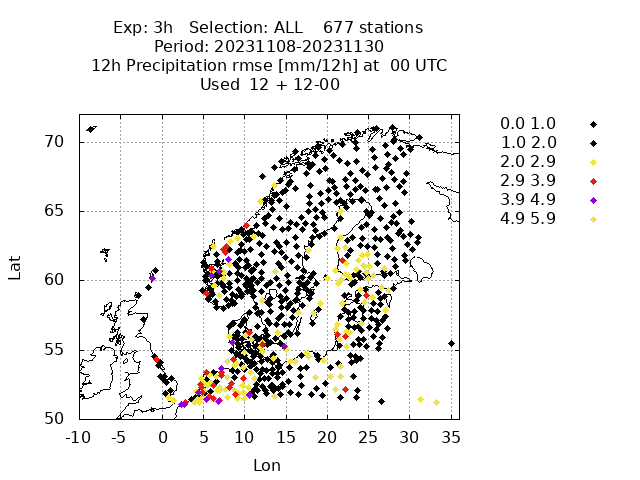 Exp: 3h   Selection: ALL    677 stations
Period: 20231108-20231130
12h Precipitation rmse [mm/12h] at  00 UTC
Used  12 + 12-00
0.0 1.0
1.0 2.0
2.0 2.9
2.9 3.9
3.9 4.9
4.9 5.9
70
65
60
55
50
Lat
-10 -5 0 5 10 15 20 25 30 35
Lon